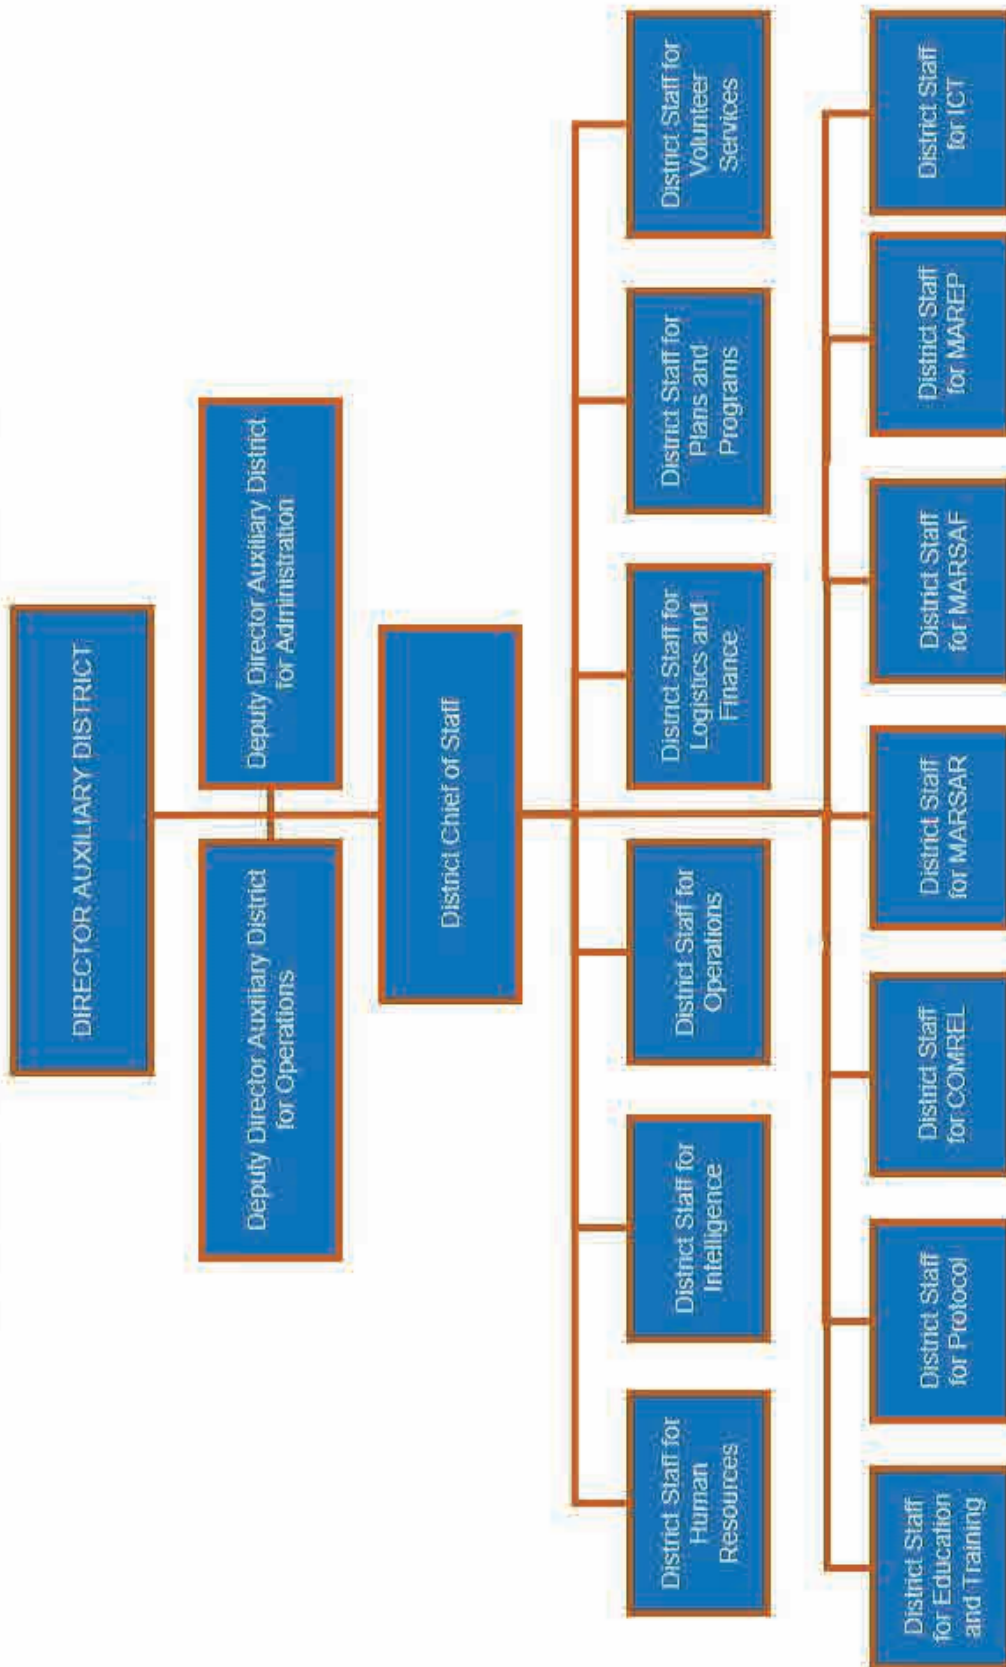 DIRECTOR AUXILIARY DISTRICT
Deputy Director Auxiliary District
for Operations
Deputy Director Auxiliary District
for Administration
District Chief of Staff
District Staff for
Human
Resources
District Staff for
Intelligence
District Staff for
Operations
District Staff for
Logistics and
Finance
District Staff for
Plans and
Programs
District Staff for
Volunteer
Services
District Staff
for Education
and Training
District Staff
for Protocol
District Staff
for COMREL
District Staff
for MARSAR
District Staff
for MARSAF
District Staff
for MAREP
District Staff
for ICT